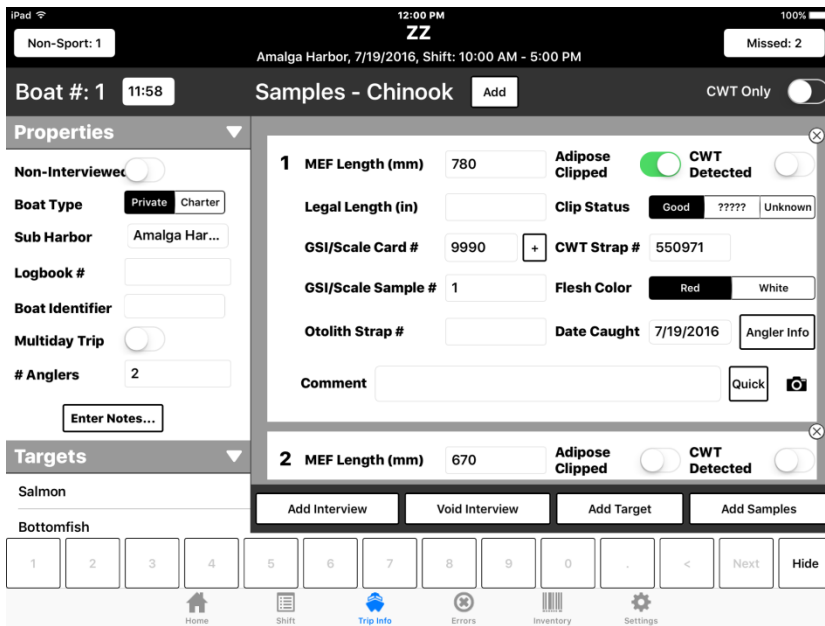 iPad 12:00 PM 100%
Non-Sport: 1 ZZ Missed: 2
Amalga Harbor, 7/19/2016, Shift: 10:00 AM - 5:00 PM
Boat #: 1 11:58 Samples - Chinook Add CWT Only
Properties
Non-Interviewed
Boat Type Private Charter
Sub Harbor Amalga Har...
Logbook #
Boat Identifier
Multiday Trip
# Anglers 2
Enter Notes...
Targets
Salmon
Bottomfish
1 MEF Length (mm) 780 Adipose Clipped CWT Detected
Legal Length (in) Clip Status Good ????? Unknown
GSI/Scale Card # 9990 + CWT Strap # 550971
GSI/Scale Sample # 1 Flesh Color Red White
Otolith Strap # Date Caught 7/19/2016 Angler Info
Comment Quick
2 MEF Length (mm) 670 Adipose Clipped CWT Detected
Add Interview Void Interview Add Target Add Samples
1 2 3 4 5 6 7 8 9 0 . < Next Hide
Home Shift Trip Info Errors Inventory Settings